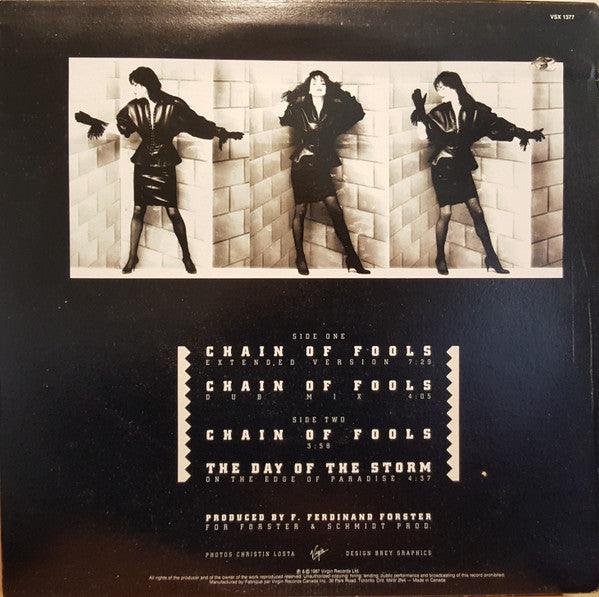 VSX 1377
SIDE ONE
CHAIN OF FOOLS
EXTENDED VERSION 7:29
CHAIN OF FOOLS
DUB MIX 4:05
SIDE TWO
CHAIN OF FOOLS
3:58
THE DAY OF THE STORM
ON THE EDGE OF PARADISE 4:37
PRODUCED BY F. FERDINAND FORSTER
FOR FORSTER & SCHMIDT PROD.
PHOTOS CHRISTIN LOSTA Virgin DESIGN BREY GRAPHICS
℗ & © 1987 Virgin Records Ltd.
All rights of the producer and of the owner of the work reproduced reserved. Unauthorized copying, hiring, lending, public performance and broadcasting of this record prohibited.
Manufactured by/Fabriqué par Virgin Records Canada Inc. 30 Park Road. Toronto. Ont. M4W 2N4 — Made in Canada